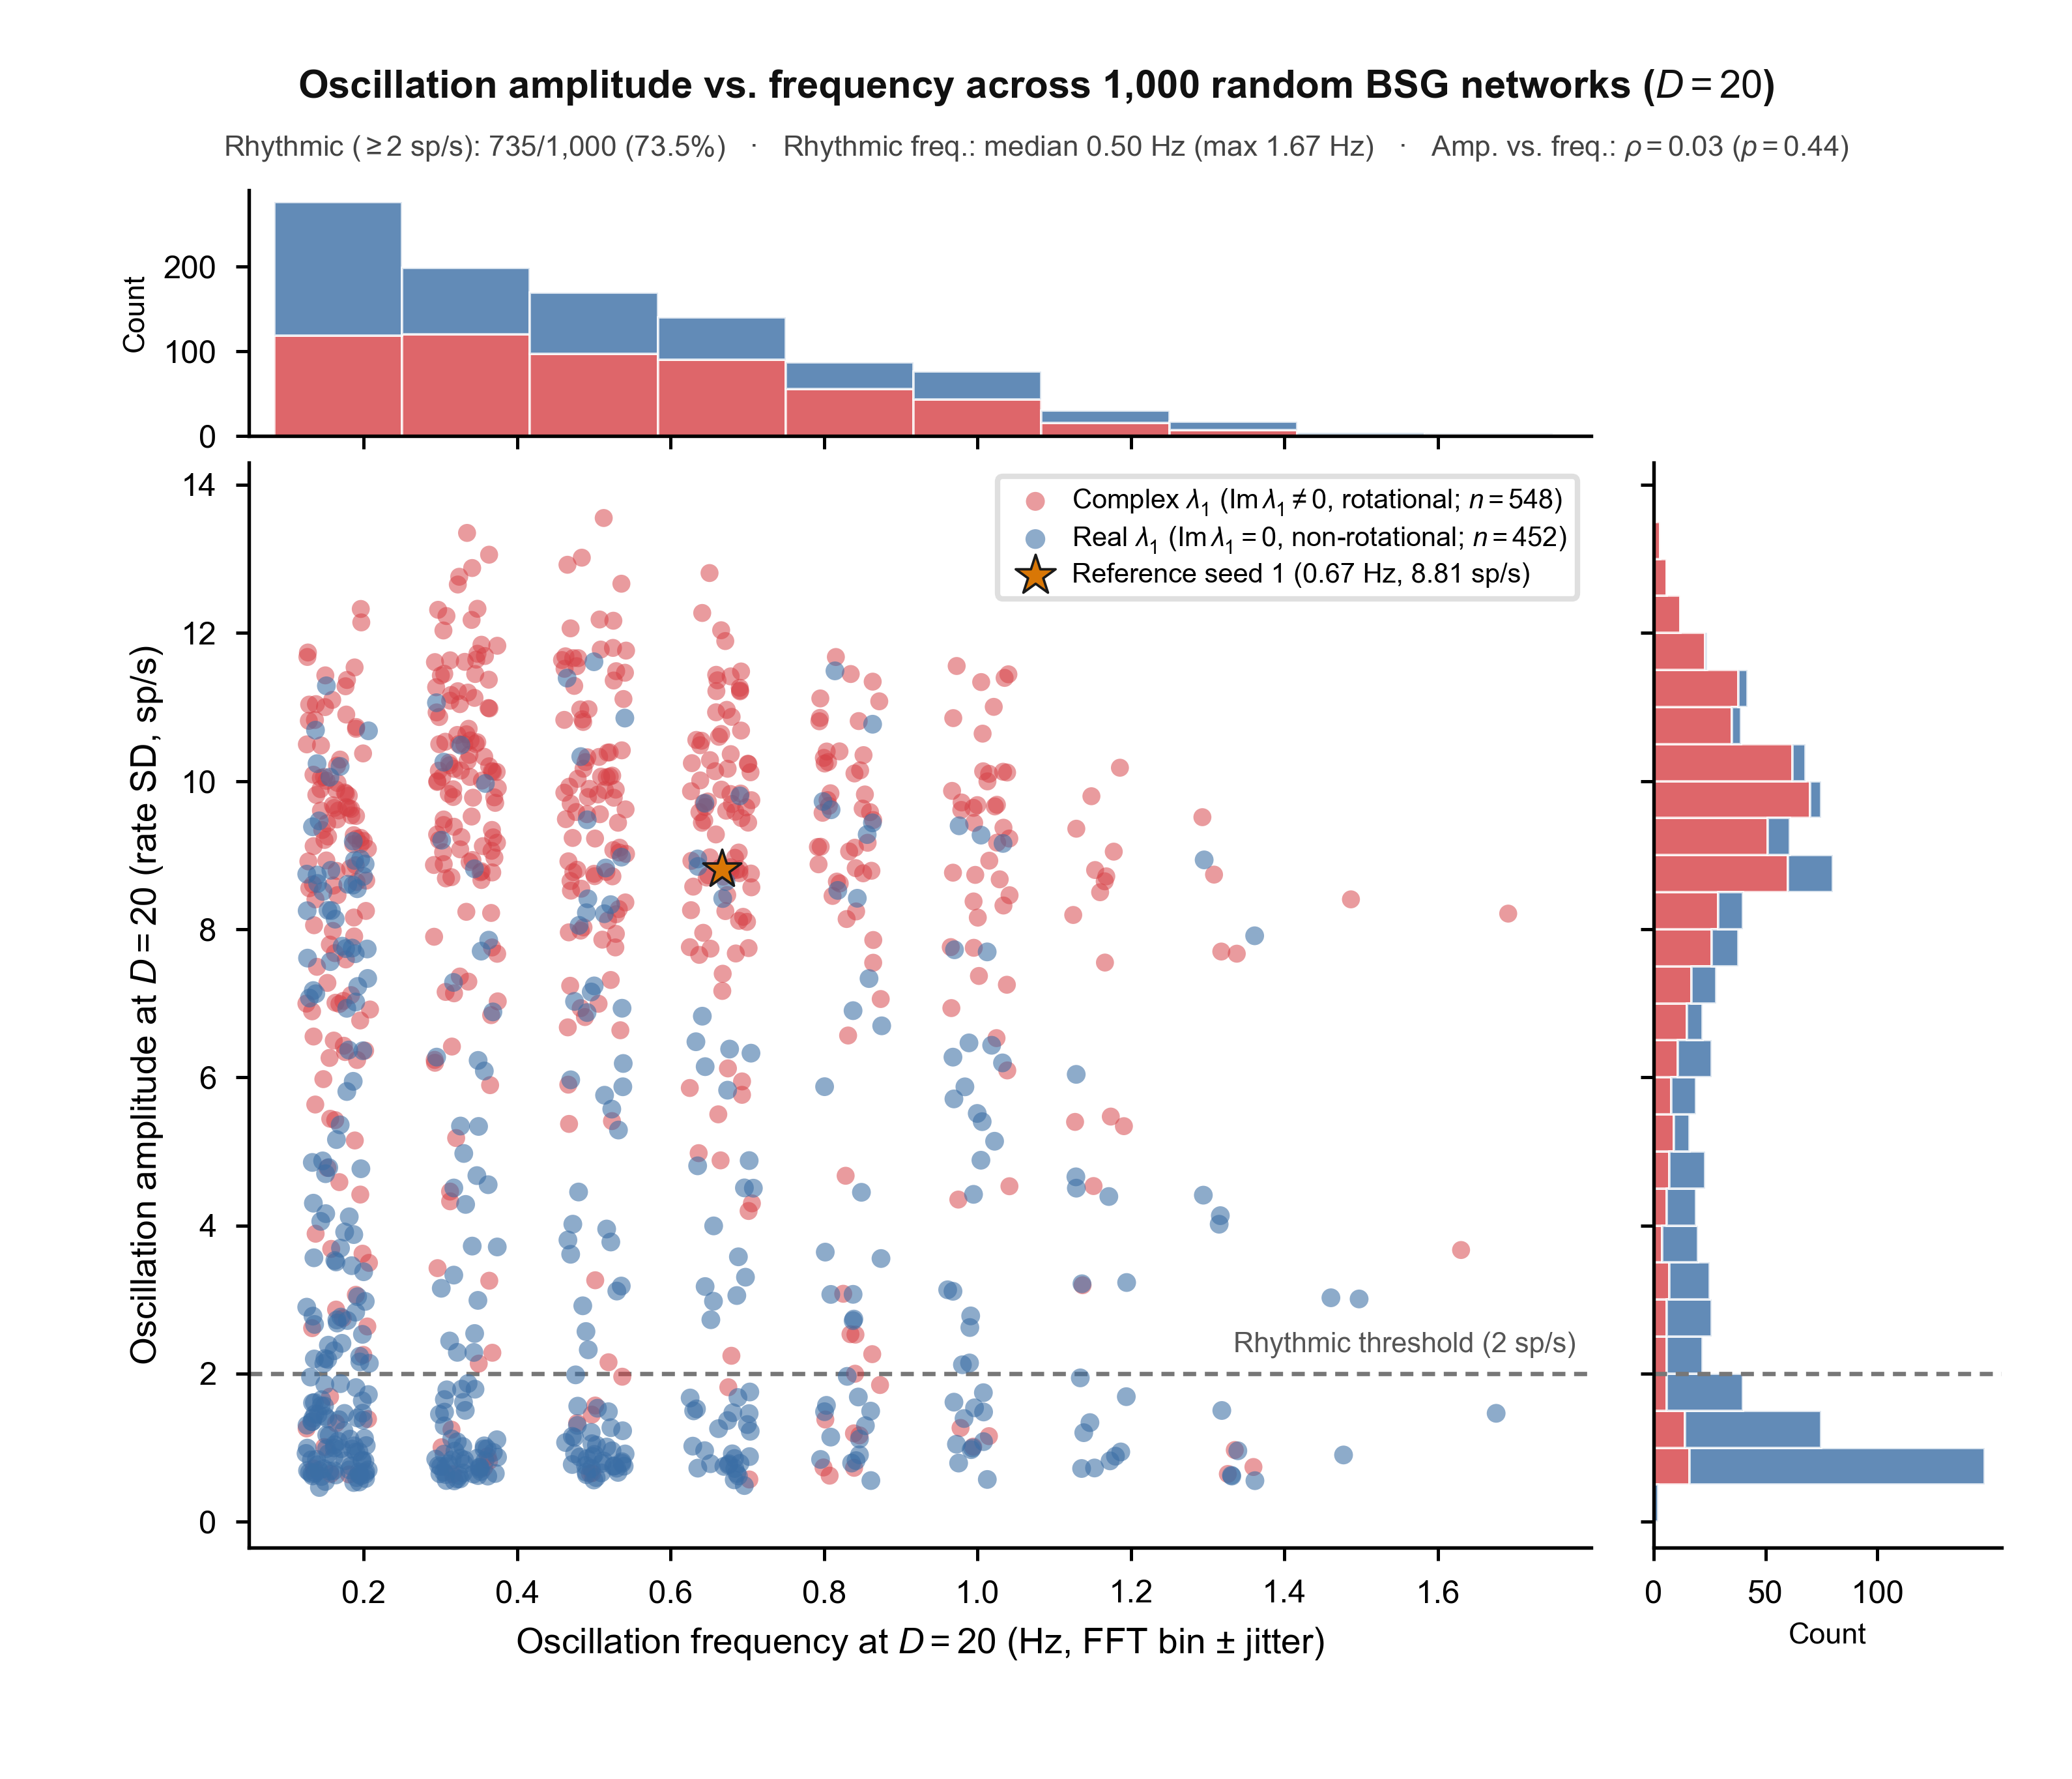 Oscillation amplitude vs. frequency across 1,000 random BSG networks (D = 20)
Rhythmic (≥2 sp/s): 735/1,000 (73.5%) · Rhythmic freq.: median 0.50 Hz (max 1.67 Hz) · Amp. vs. freq.: ρ = 0.03 (p = 0.44)
Count
200
100
0
14
12
10
8
6
4
2
0
Oscillation amplitude at D = 20 (rate SD, sp/s)
Complex λ1 (Im λ1 ≠ 0, rotational; n = 548)
Real λ1 (Im λ1 = 0, non-rotational; n = 452)
Reference seed 1 (0.67 Hz, 8.81 sp/s)
Rhythmic threshold (2 sp/s)
0.2 0.4 0.6 0.8 1.0 1.2 1.4 1.6
Oscillation frequency at D = 20 (Hz, FFT bin ± jitter)
0 50 100
Count